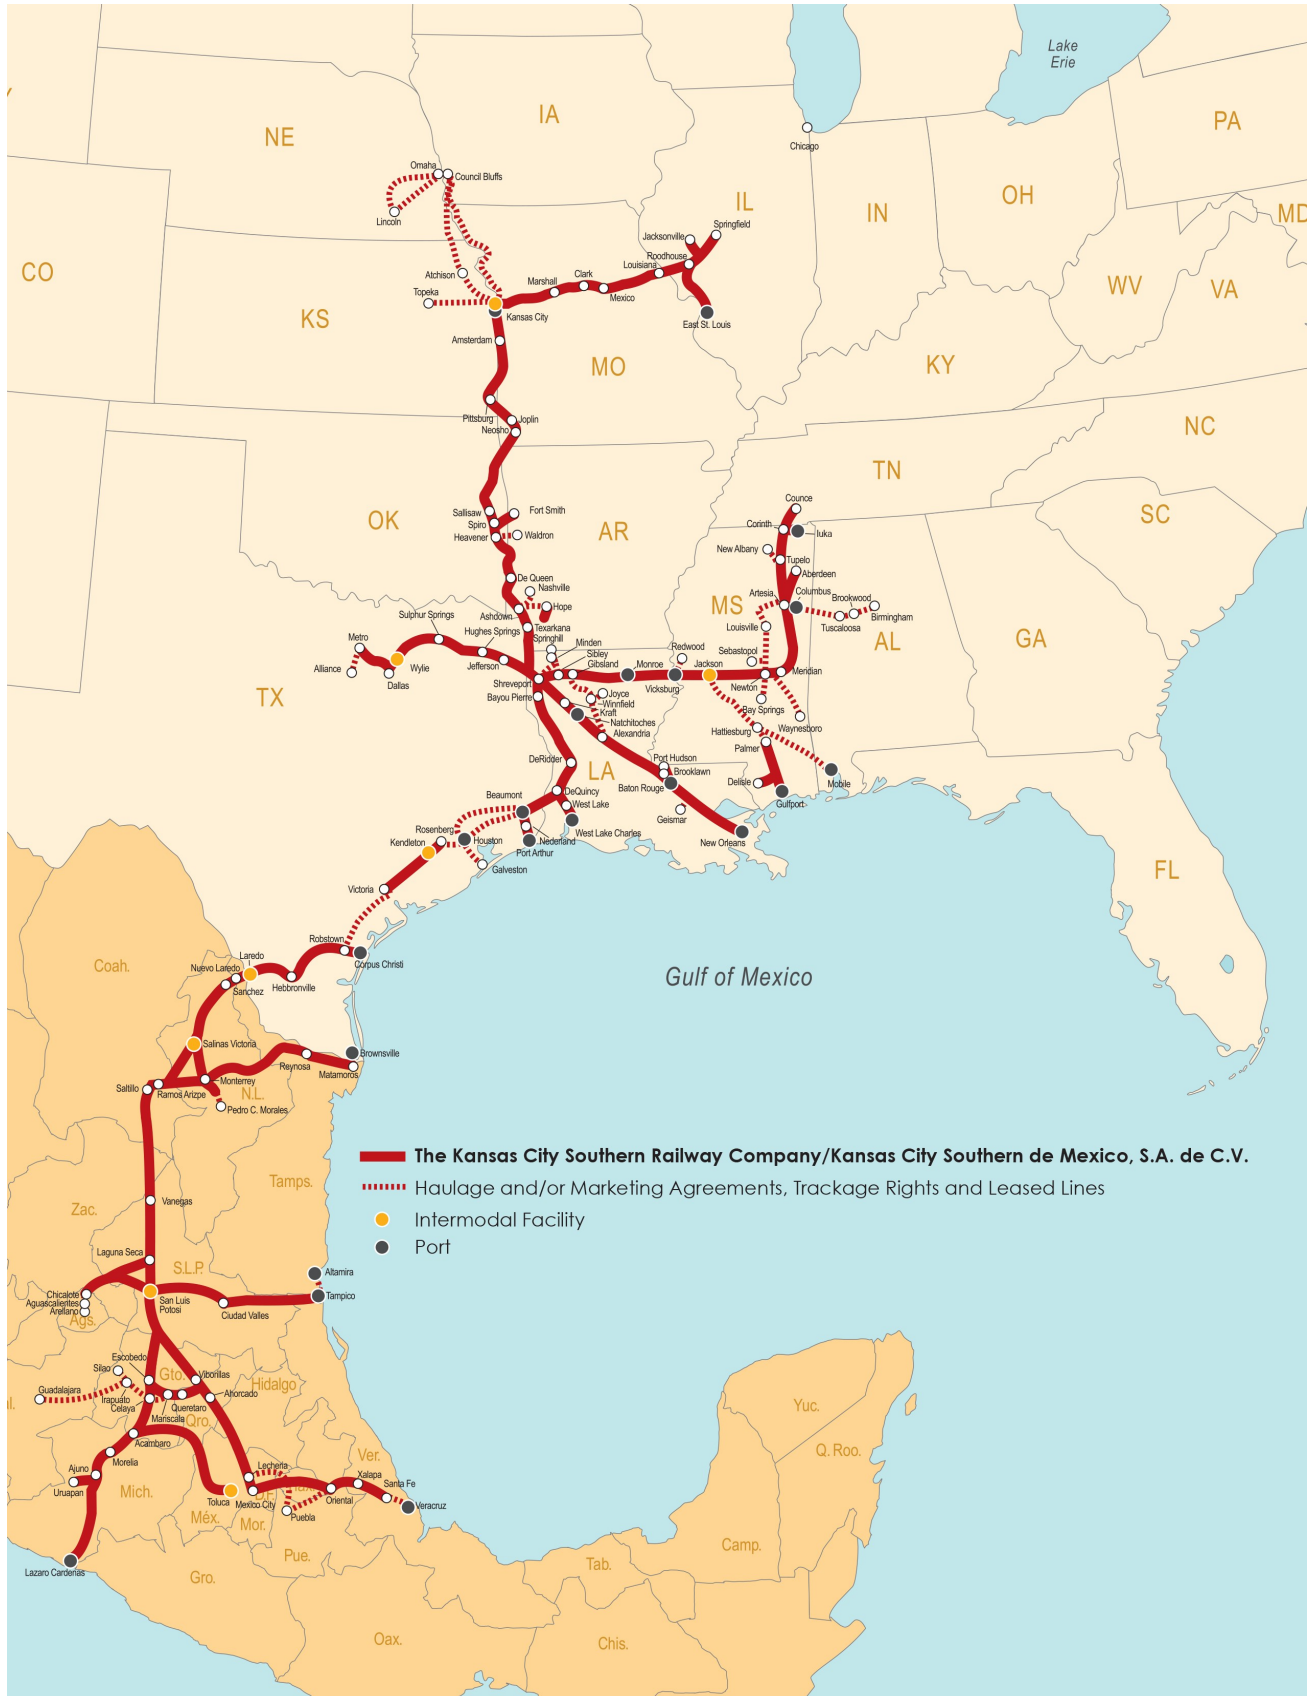 Lake
Erie
PA
IA
NE
Chicago
OH
IL
IN
MD
Omaha
Council Bluffs
Lincoln
Springfield
Jacksonville
Roodhouse
Louisiana
CO
WV
VA
Atchison
Topeka
Marshall
Clark
Mexico
Kansas City
East St. Louis
KS
Amsterdam
MO
KY
Pittsburg
Joplin
Neosho
NC
TN
Counce
SC
Sallisaw
Fort Smith
Spiro
Heavener
Waldron
OK
AR
Corinth
Iuka
New Albany
Tupelo
Aberdeen
De Queen
Nashville
Artesia
Columbus
Brookwood
Birmingham
Tuscaloosa
MS
Ashdown
Hope
Texarkana
Louisville
AL
GA
Sulphur Springs
Hughes Springs
Springhill
Minden
Sibley
Gibsland
Metro
Alliance
Wylie
Dallas
Jefferson
Shreveport
Bayou Pierre
Monroe
Redwood
Vicksburg
Jackson
Sebastopol
Newton
Meridian
TX
Joyce
Winnfield
Kraft
Natchitoches
Alexandria
Bay Springs
Waynesboro
Hattiesburg
Palmer
DeRidder
LA
Port Hudson
Brooklawn
Baton Rouge
Delisle
Gulfport
Mobile
Beaumont
DeQuincy
West Lake
Geismar
Rosenberg
Kendleton
Houston
Nederland
Port Arthur
West Lake Charles
New Orleans
Galveston
FL
Victoria
Robstown
Corpus Christi
Gulf of Mexico
Coah.
Laredo
Nuevo Laredo
Sanchez
Hebbronville
Salinas Victoria
Brownsville
Reynosa
Matamoros
Saltillo
Ramos Arizpe
Monterrey
N.L.
Pedro C. Morales
The Kansas City Southern Railway Company/Kansas City Southern de Mexico, S.A. de C.V.
Haulage and/or Marketing Agreements, Trackage Rights and Leased Lines
Intermodal Facility
Port
Tamps.
Vanegas
Zac.
Laguna Seca
S.L.P.
Altamira
Chicalote
Aguascalientes
Arellano
Ags.
San Luis
Potosi
Ciudad Valles
Tampico
Escobedo
Silao
Gto.
Viborillas
Hidalgo
Guadalajara
Irapuato
Celaya
Mariscala
Queretaro
Ahorcado
Qro.
Yuc.
Q. Roo.
Acambaro
Morelia
Ajuno
Uruapan
Mich.
Lecheria
Ver.
Xalapa
Santa Fe
Toluca
Mexico City
D.F.
Oriental
Veracruz
Puebla
Méx.
Mor.
Pue.
Camp.
Tab.
Lazaro Cardenas
Gro.
Oax.
Chis.